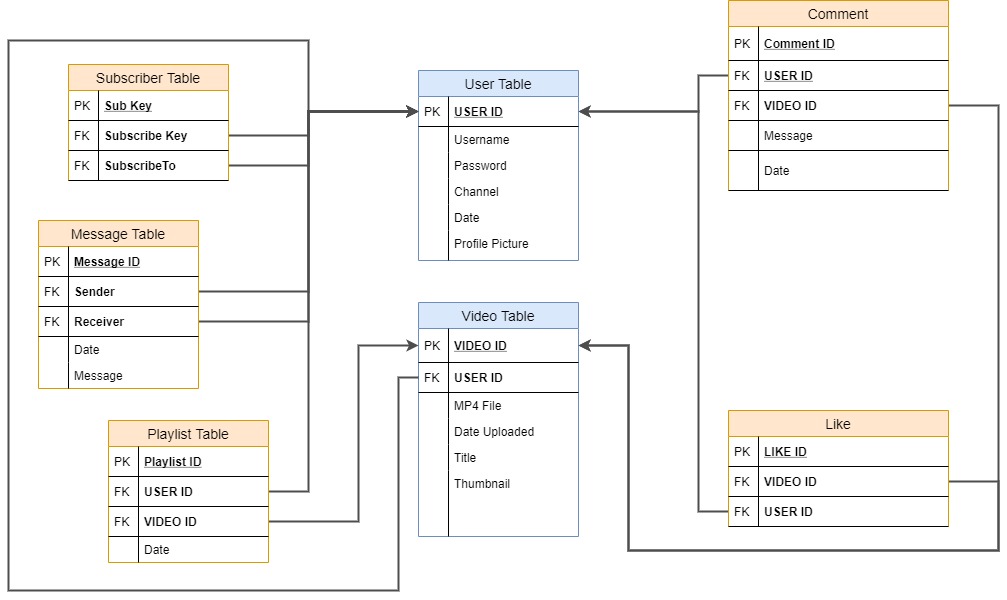 Subscriber Table
PK Sub Key
FK Subscribe Key
FK SubscribeTo
Message Table
PK Message ID
FK Sender
FK Receiver
Date
Message
Playlist Table
PK Playlist ID
FK USER ID
FK VIDEO ID
Date
User Table
PK USER ID
Username
Password
Channel
Date
Profile Picture
Video Table
PK VIDEO ID
FK USER ID
MP4 File
Date Uploaded
Title
Thumbnail
Comment
PK Comment ID
FK USER ID
FK VIDEO ID
Message
Date
Like
PK LIKE ID
FK VIDEO ID
FK USER ID